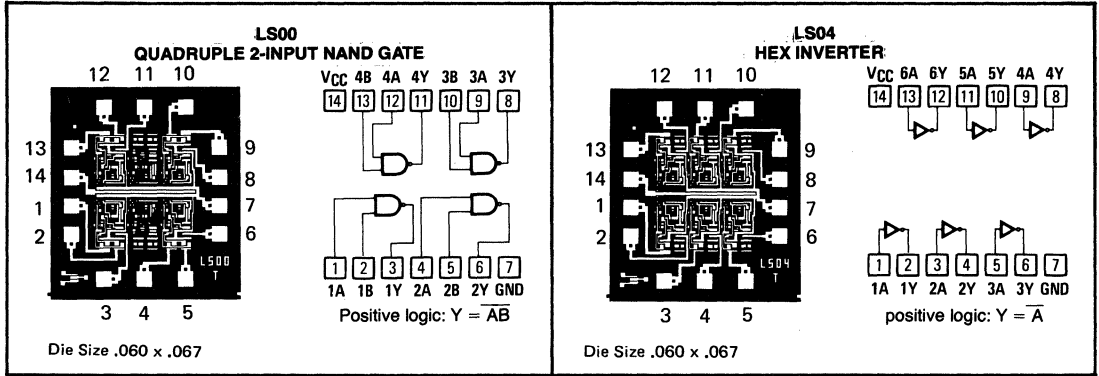 LS00
QUADRUPLE 2-INPUT NAND GATE
12 11 10
13
14
1
2
9
8
7
6
LS00
T
3 4 5
Die Size .060 x .067
VCC 4B 4A 4Y 3B 3A 3Y
14 13 12 11 10 9 8
1 2 3 4 5 6 7
1A 1B 1Y 2A 2B 2Y GND
Positive logic: Y = A̅B̅
LS04
HEX INVERTER
12 11 10
13
14
1
2
9
8
7
6
LS04
T
3 4 5
Die Size .060 x .067
VCC 6A 6Y 5A 5Y 4A 4Y
14 13 12 11 10 9 8
1 2 3 4 5 6 7
1A 1Y 2A 2Y 3A 3Y GND
positive logic: Y = A̅